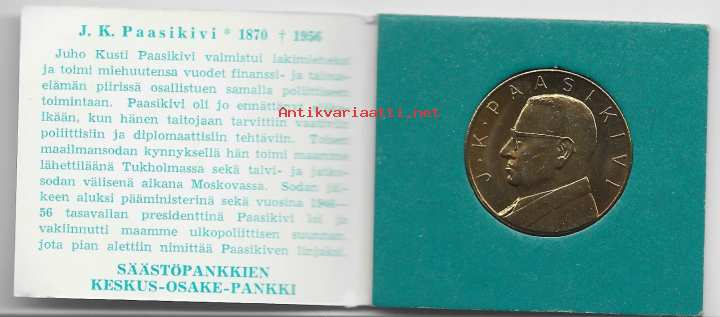 J. K. Paasikivi * 1870 † 1956
Juho Kusti Paasikivi valmistui lakimieheksi
ja toimi miehuutensa vuodet finanssi- ja talous-
elämän piirissä osallistuen samalla poliittiseen
toimintaan. Paasikivi oli jo ennättänyt
ikään, kun hänen taitojaan tarvittiin vaativiin
poliittisiin ja diplomaattisiin tehtäviin. Toisen
maailmansodan kynnyksellä hän toimi maamme
lähettiläänä Tukholmassa sekä talvi- ja jatko-
sodan välisenä aikana Moskovassa. Sodan jäl-
keen aluksi pääministerinä sekä vuosina 1946-
56 tasavallan presidenttinä Paasikivi loi ja
vakiinnutti maamme ulkopoliittisen suunnan,
jota pian alettiin nimittää Paasikiven linjaksi.
SÄÄSTÖPANKKIEN
KESKUS-OSAKE-PANKKI
Antikvariaatti.net
J·K·PAASIKIVI